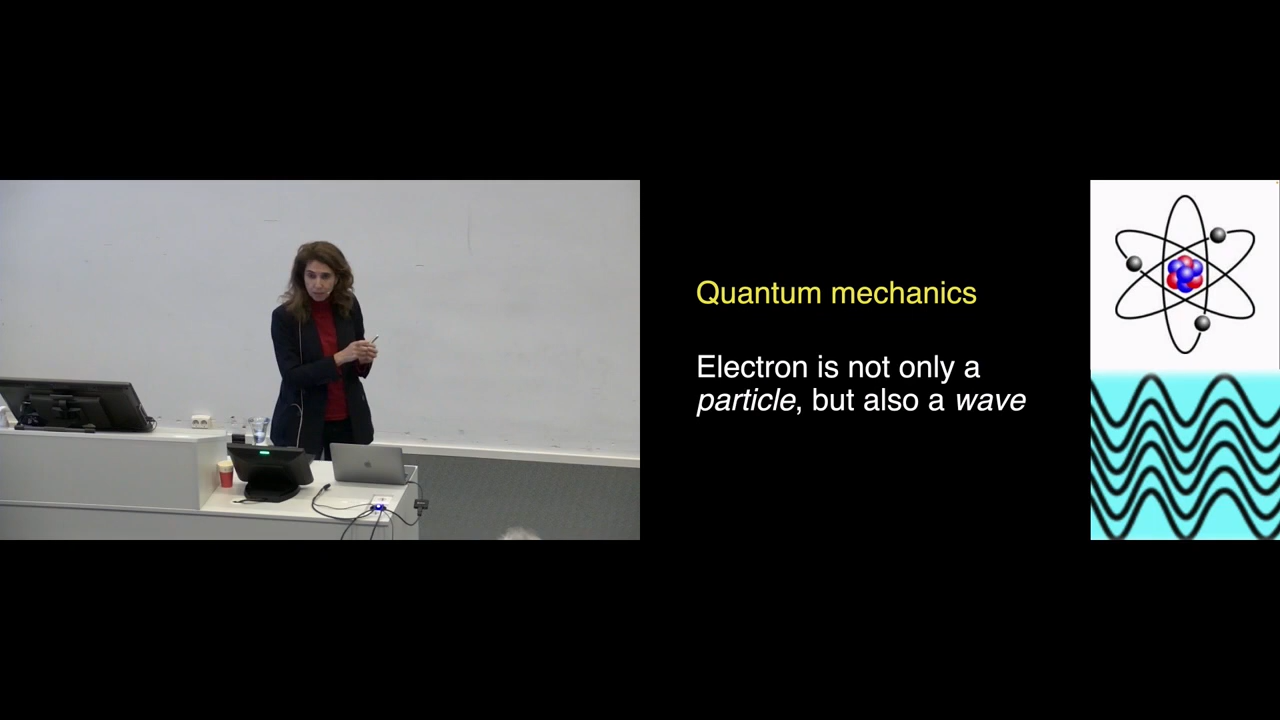 Quantum mechanics
Electron is not only a
particle, but also a wave